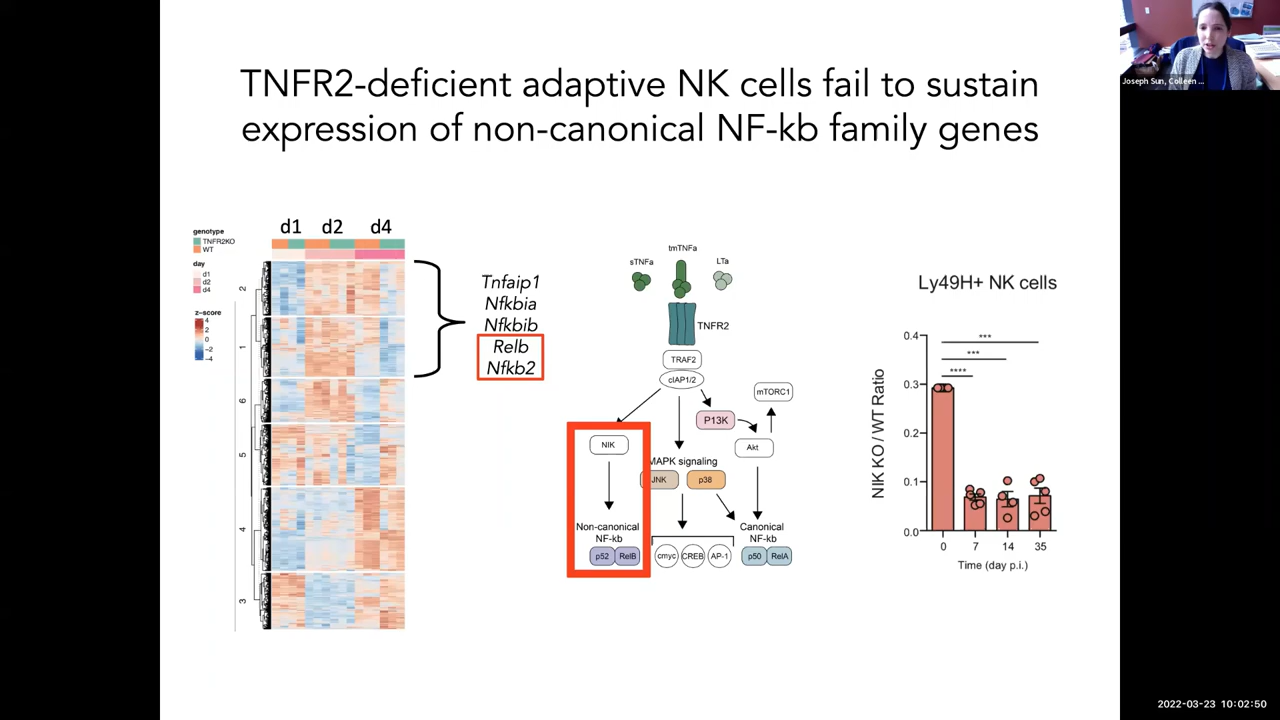 TNFR2-deficient adaptive NK cells fail to sustain
expression of non-canonical NF-kb family genes
Joseph Sun, Colleen ...
genotype
TNFR2KO
WT
day
d1
d2
d4
z-score
4
2
0
-2
-4
d1 d2 d4
2
1
6
5
4
3
Tnfaip1
Nfkbia
Nfkbib
Relb
Nfkb2
tmTNFa
sTNFa
LTa
TNFR2
TRAF2
cIAP1/2
mTORC1
P13K
NIK
Akt
MAPK signaling
JNK
p38
Non-canonical
NF-kb
p52 RelB
cmyc CREB AP-1
Canonical
NF-kb
p50 RelA
Ly49H+ NK cells
***
***
****
NIK KO / WT Ratio
0.4
0.3
0.2
0.1
0.0
0 7 14 35
Time (day p.i.)
2022-03-23 10:02:50